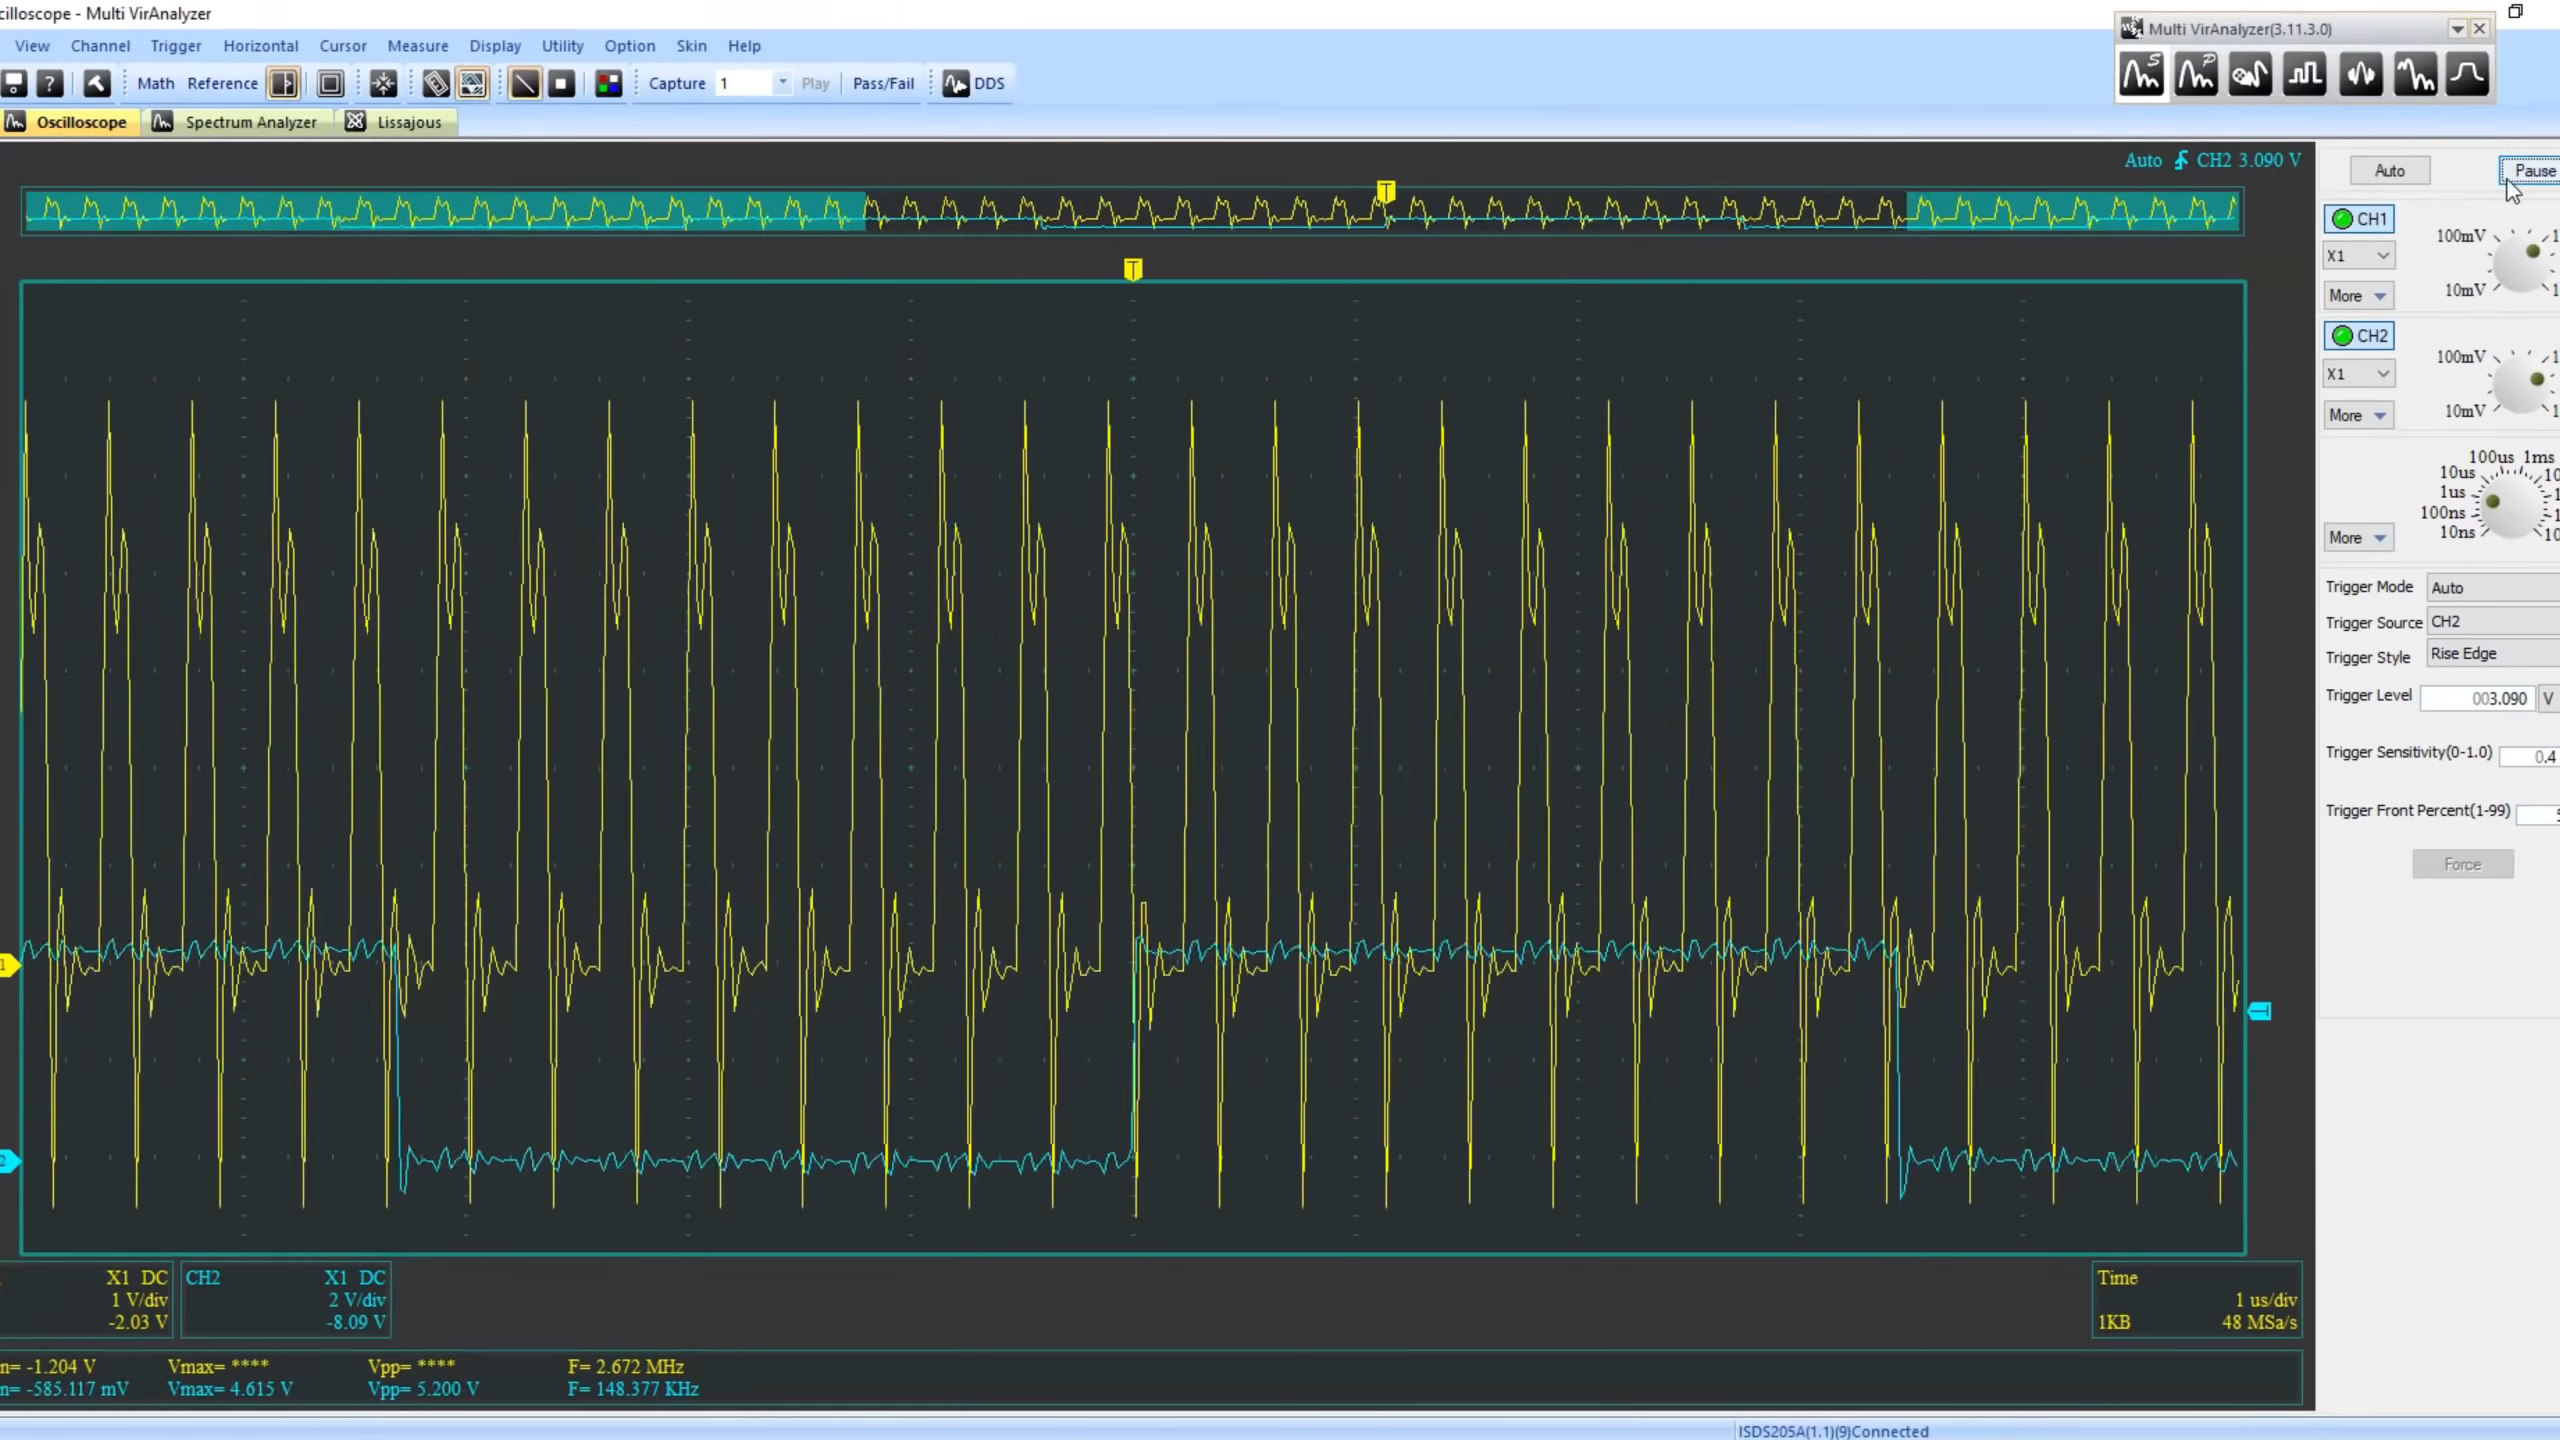 cilloscope - Multi VirAnalyzer
Multi VirAnalyzer(3.11.3.0)
View Channel Trigger Horizontal Cursor Measure Display Utility Option Skin Help
Math Reference Capture 1 Play Pass/Fail DDS
Oscilloscope Spectrum Analyzer Lissajous
Auto CH2 3.090 V
Auto Pause
T
T
CH1
X1
More
100mV
10mV
CH2
X1
More
100mV
10mV
100us 1ms
10us
1us
100ns
10ns
More
Trigger Mode Auto
Trigger Source CH2
Trigger Style Rise Edge
Trigger Level 003.090 V
Trigger Sensitivity(0-1.0) 0.4
Trigger Front Percent(1-99)
Force
1
2
X1 DC
1 V/div
-2.03 V
CH2 X1 DC
2 V/div
-8.09 V
Time
1 us/div
1KB 48 MSa/s
n= -1.204 V Vmax= **** Vpp= **** F= 2.672 MHz
n= -585.117 mV Vmax= 4.615 V Vpp= 5.200 V F= 148.377 KHz
ISDS205A(1.1)(9)Connected